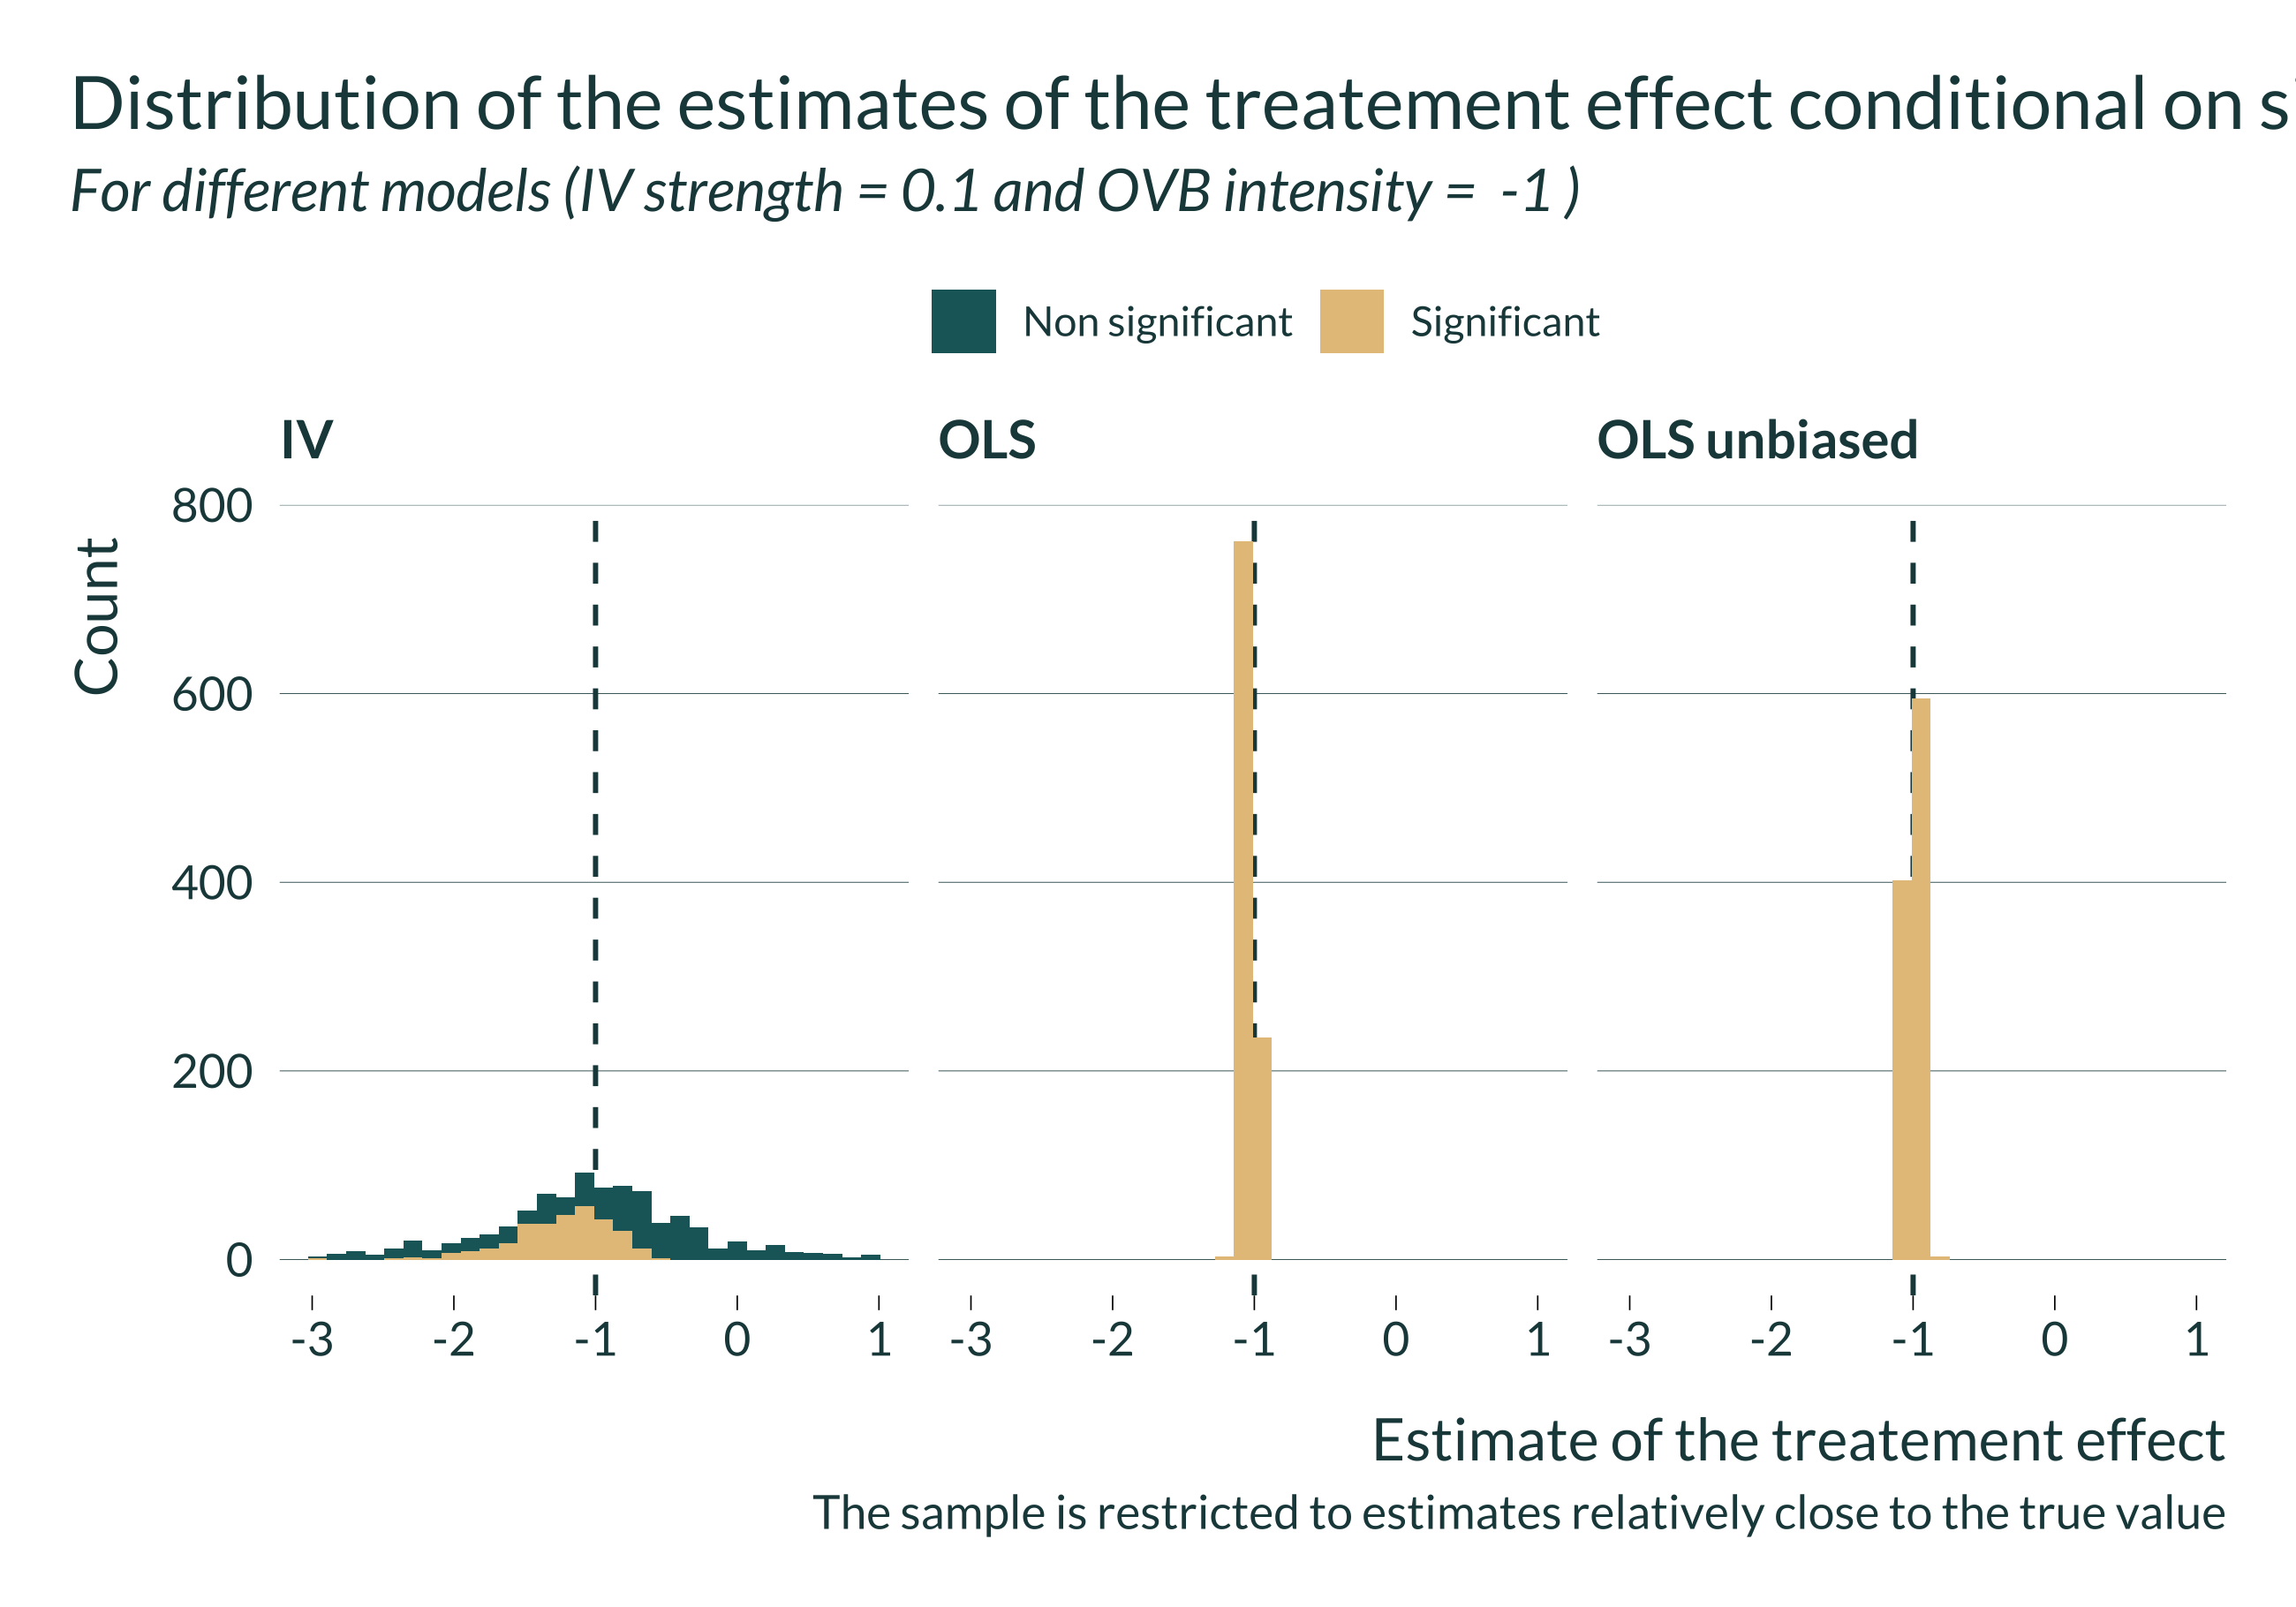 Distribution of the estimates of the treatement effect conditional on
For different models (IV strength = 0.1 and OVB intensity = -1 )
Non significant Significant
IV OLS OLS unbiased
Count
800
600
400
200
0
-3 -2 -1 0 1 -3 -2 -1 0 1 -3 -2 -1 0 1
Estimate of the treatement effect
The sample is restricted to estimates relatively close to the true value